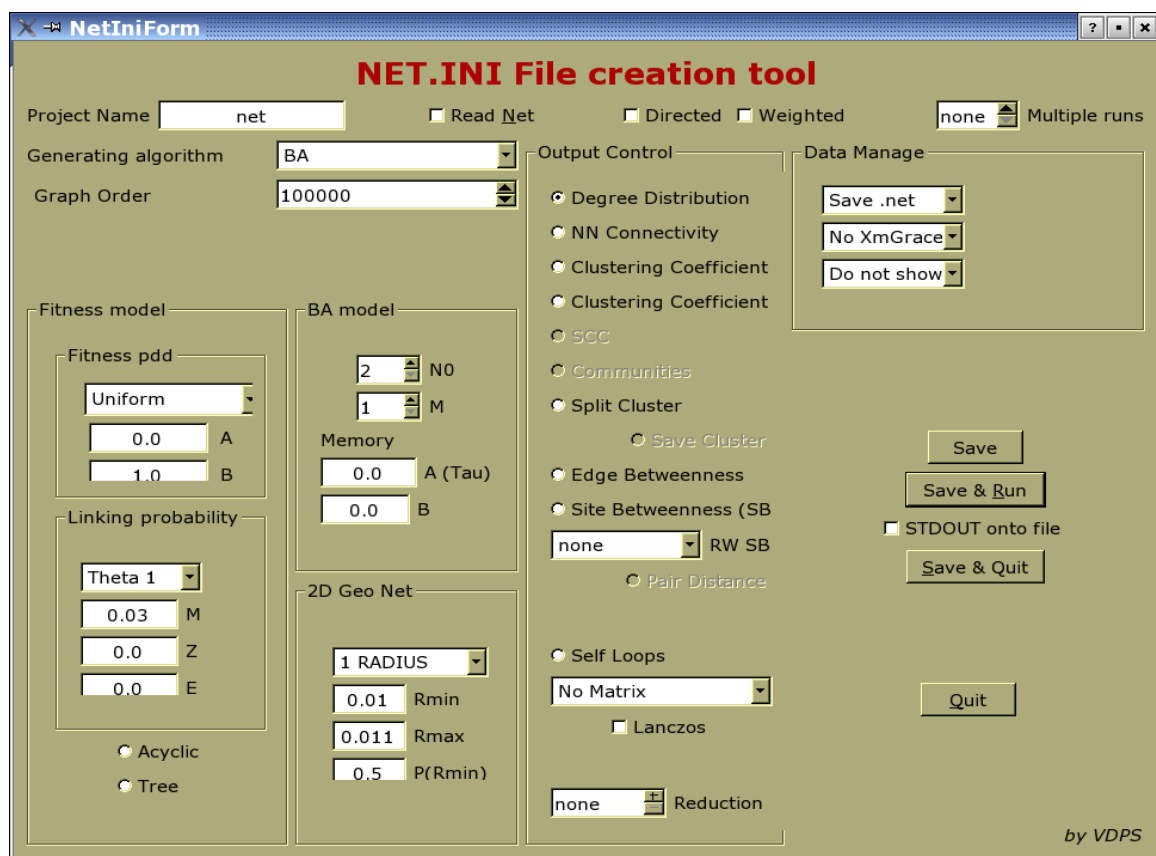 NetIniForm
NET.INI File creation tool
Project Name net Read Net Directed Weighted none Multiple runs
Generating algorithm BA
Graph Order 100000
Output Control
Degree Distribution
NN Connectivity
Clustering Coefficient
Clustering Coefficient
SCC
Communities
Split Cluster
Save Cluster
Edge Betweenness
Site Betweenness (SB
none RW SB
Pair Distance
Self Loops
No Matrix
Lanczos
none Reduction
Data Manage
Save .net
No XmGrace
Do not show
Fitness model
Fitness pdd
Uniform
0.0 A
1.0 B
Linking probability
Theta 1
0.03 M
0.0 Z
0.0 E
Acyclic
Tree
BA model
2 N0
1 M
Memory
0.0 A (Tau)
0.0 B
2D Geo Net
1 RADIUS
0.01 Rmin
0.011 Rmax
0.5 P(Rmin)
Save
Save & Run
STDOUT onto file
Save & Quit
Quit
by VDPS